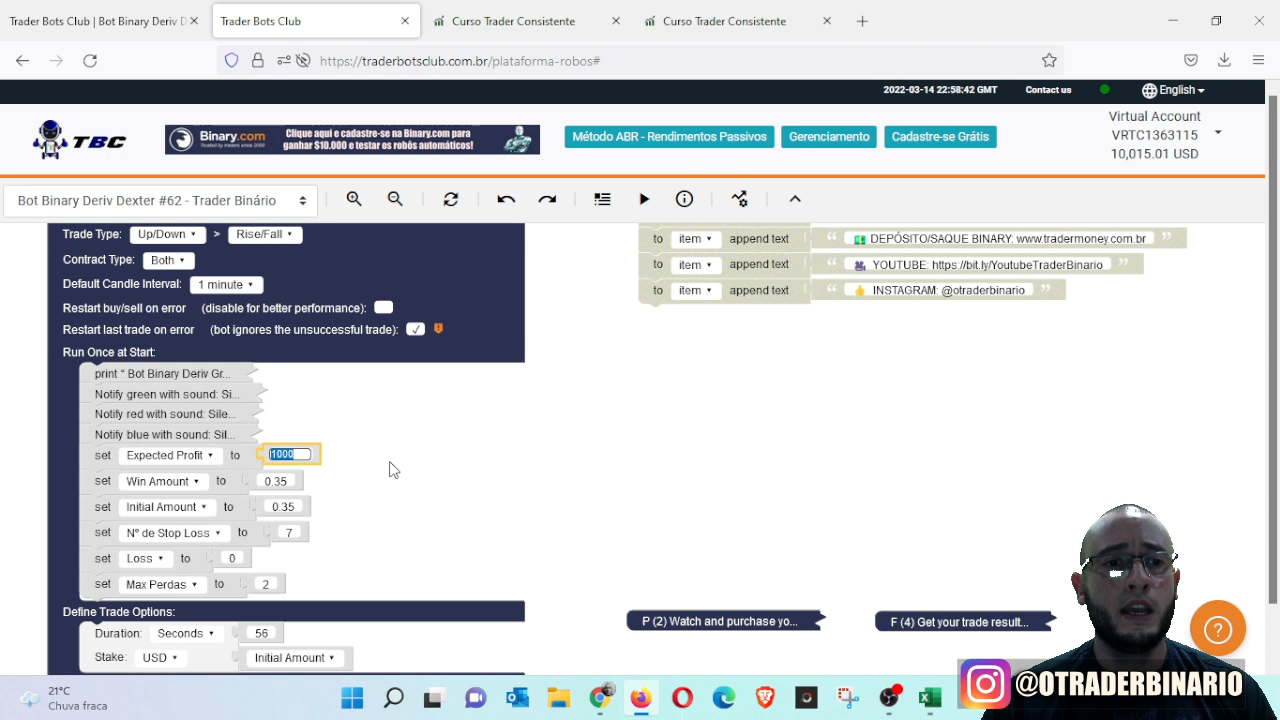 Trader Bots Club | Bot Binary Deriv D
Trader Bots Club
Curso Trader Consistente
Curso Trader Consistente
https://traderbotsclub.com.br/plataforma-robos#
2022-03-14 22:58:42 GMT
Contact us
English
TBC
Binary.com
Trusted by traders since 2000
Clique aqui e cadastre-se na Binary.com para
ganhar $10.000 e testar os robôs automáticos!
Método ABR - Rendimentos Passivos
Gerenciamento
Cadastre-se Grátis
Virtual Account
VRTC1363115
10,015.01 USD
Bot Binary Deriv Dexter #62 - Trader Binário
Trade Type: Up/Down > Rise/Fall
Contract Type: Both
Default Candle Interval: 1 minute
Restart buy/sell on error (disable for better performance):
Restart last trade on error (bot ignores the unsuccessful trade): ✓
Run Once at Start:
print " Bot Binary Deriv Gr...
Notify green with sound: Si...
Notify red with sound: Sile...
Notify blue with sound: Sil...
set Expected Profit to 1000
set Win Amount to 0.35
set Initial Amount to 0.35
set Nº de Stop Loss to 7
set Loss to 0
set Max Perdas to 2
Define Trade Options:
Duration: Seconds 56
Stake: USD Initial Amount
to item append text “ DEPÓSITO/SAQUE BINARY: www.tradermoney.com.br ”
to item append text “ YOUTUBE: https://bit.ly/YoutubeTraderBinario ”
to item append text “ INSTAGRAM: @otraderbinario ”
P (2) Watch and purchase yo...
F (4) Get your trade result...
?
@OTRADERBINARIO
21°C
Chuva fraca